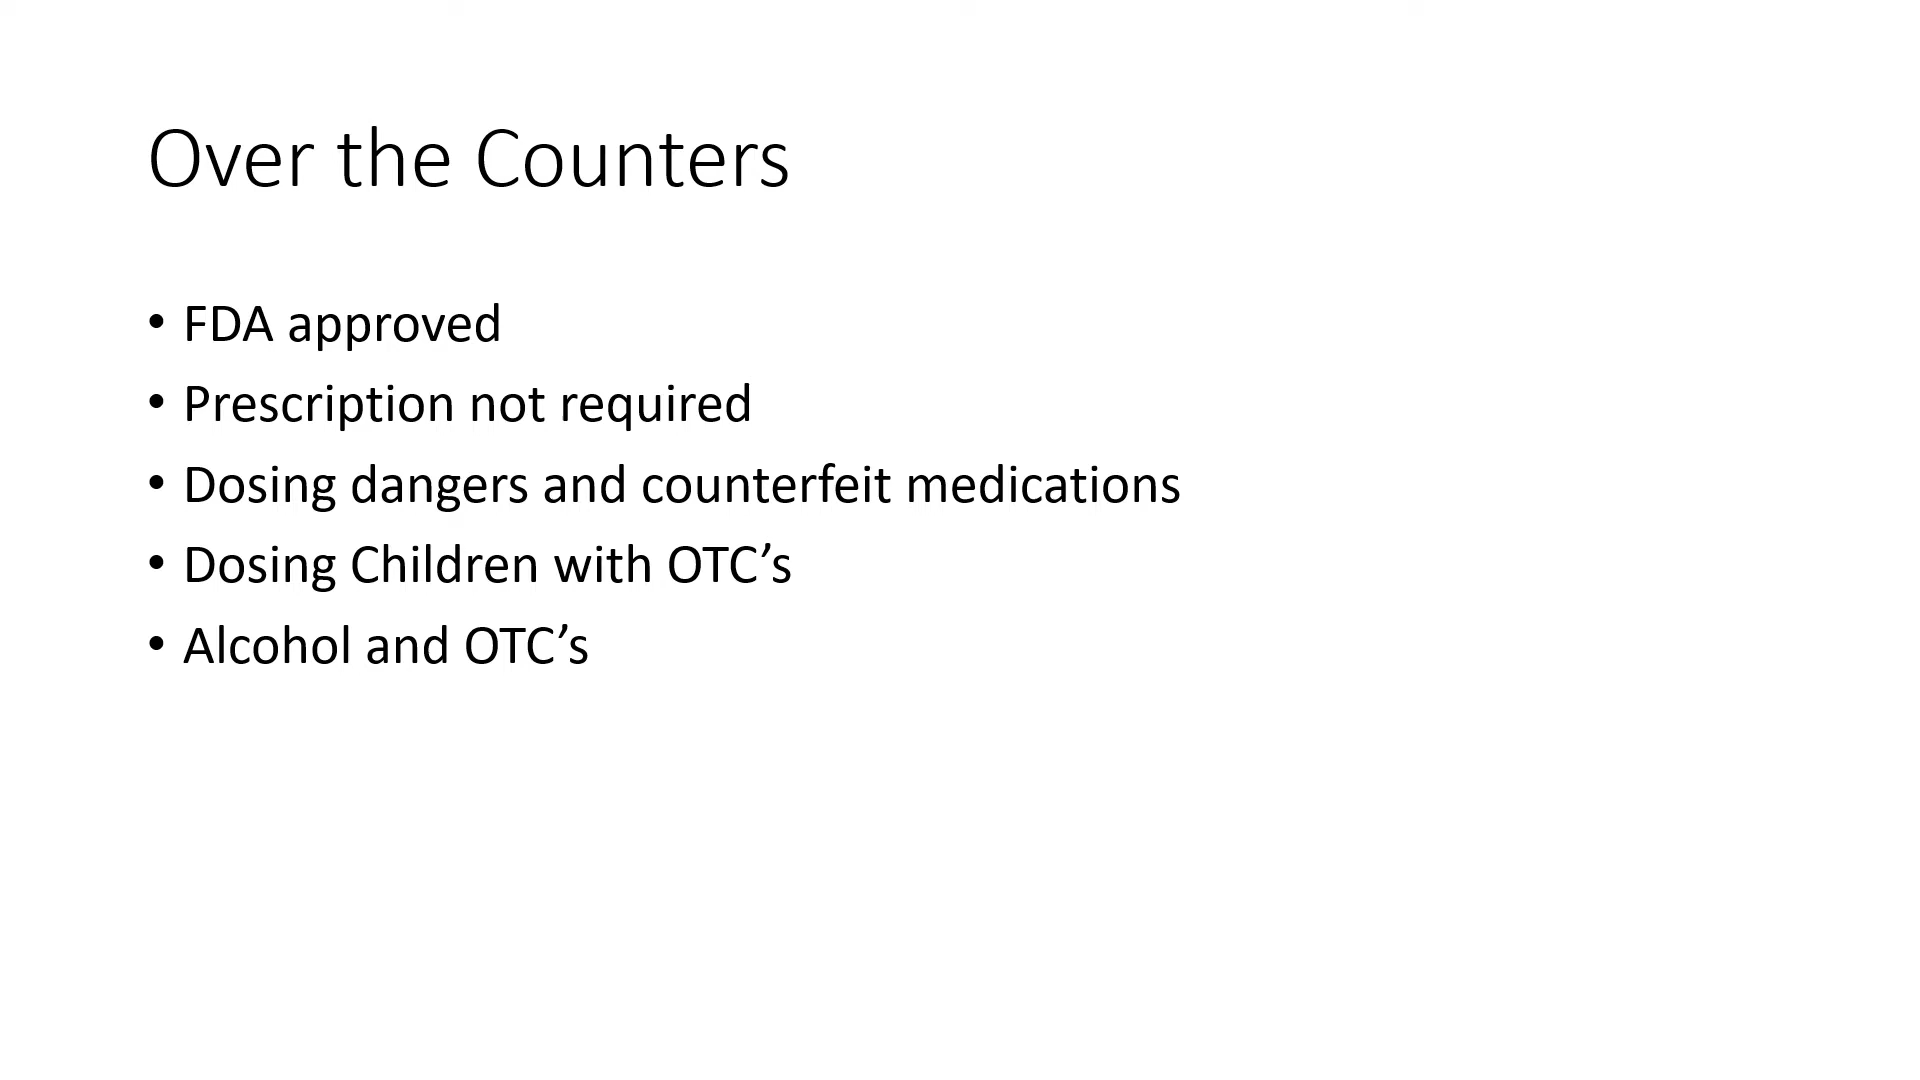 Over the Counters
• FDA approved
• Prescription not required
• Dosing dangers and counterfeit medications
• Dosing Children with OTC’s
• Alcohol and OTC’s